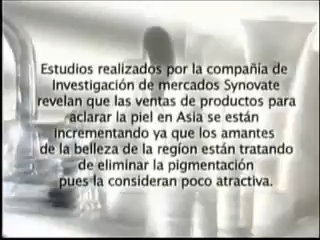 Estudios realizados por la compañía de
Investigación de mercados Synovate
revelan que las ventas de productos para
aclarar la piel en Asia se están
incrementando ya que los amantes
de la belleza de la región están tratando
de eliminar la pigmentación
pues la consideran poco atractiva.